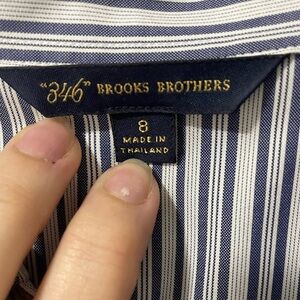 "346" BROOKS BROTHERS
8
MADE IN
THAILAND